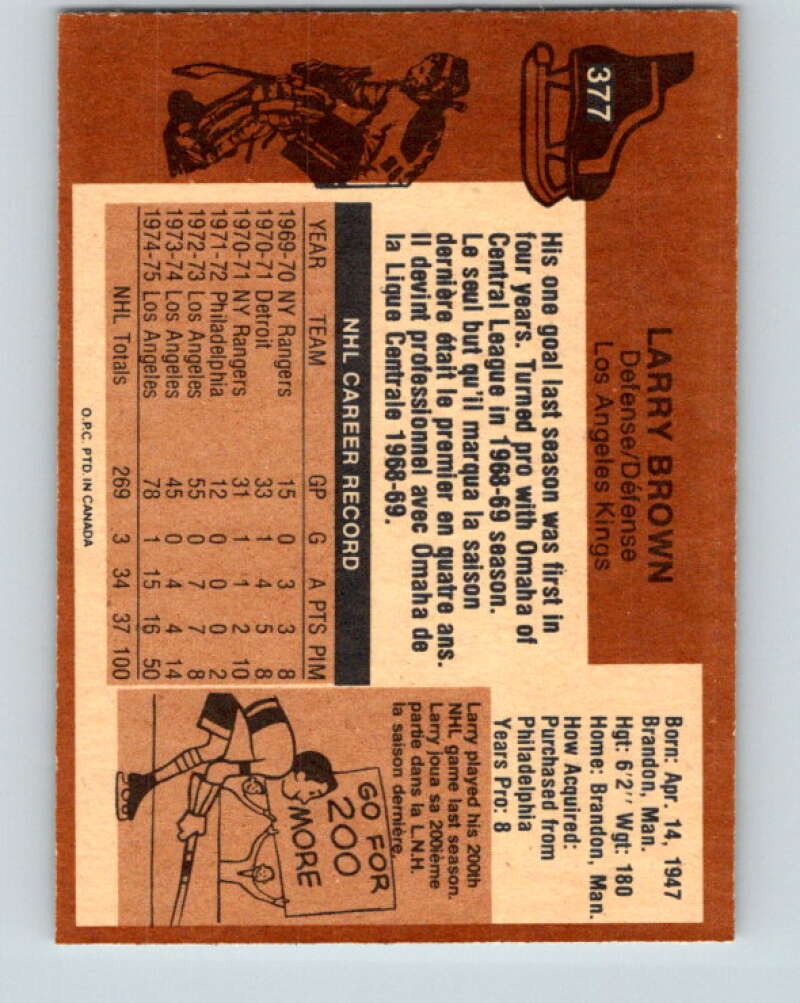 377
LARRY BROWN
Defense/Défense
Los Angeles Kings
Born: Apr. 14, 1947
Brandon, Man.
Hgt: 6'2" Wgt: 180
Home: Brandon, Man.
How Acquired:
Purchased from
Philadelphia
Years Pro: 8
His one goal last season was first in
four years. Turned pro with Omaha of
Central League in 1968-69 season.
Le seul but qu'il marqua la saison
dernière était le premier en quatre ans.
Il devint professionnel avec Omaha de
la Ligue Centrale 1968-69.
NHL CAREER RECORD
YEAR TEAM GP G A PTS PIM
1969-70 NY Rangers 15 0 3 3 8
1970-71 Detroit 33 1 4 5 8
1970-71 NY Rangers 31 1 1 2 10
1971-72 Philadelphia 12 0 0 0 2
1972-73 Los Angeles 55 0 7 7 8
1973-74 Los Angeles 45 0 4 4 14
1974-75 Los Angeles 78 1 15 16 50
NHL Totals 269 3 34 37 100
Larry played his 200th
NHL game last season.
Larry joua sa 200ième
partie dans la L.N.H.
la saison dernière.
GO FOR
200
MORE
O.P.C. PTD. IN CANADA